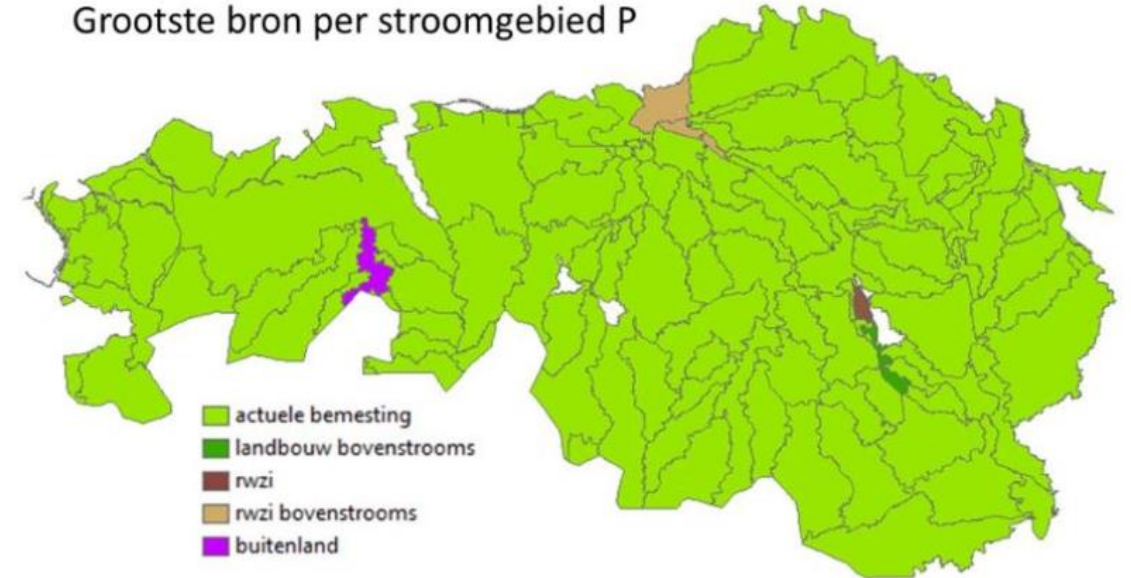 Grootste bron per stroomgebied P
actuele bemesting
landbouw bovenstrooms
rwzi
rwzi bovenstrooms
buitenland